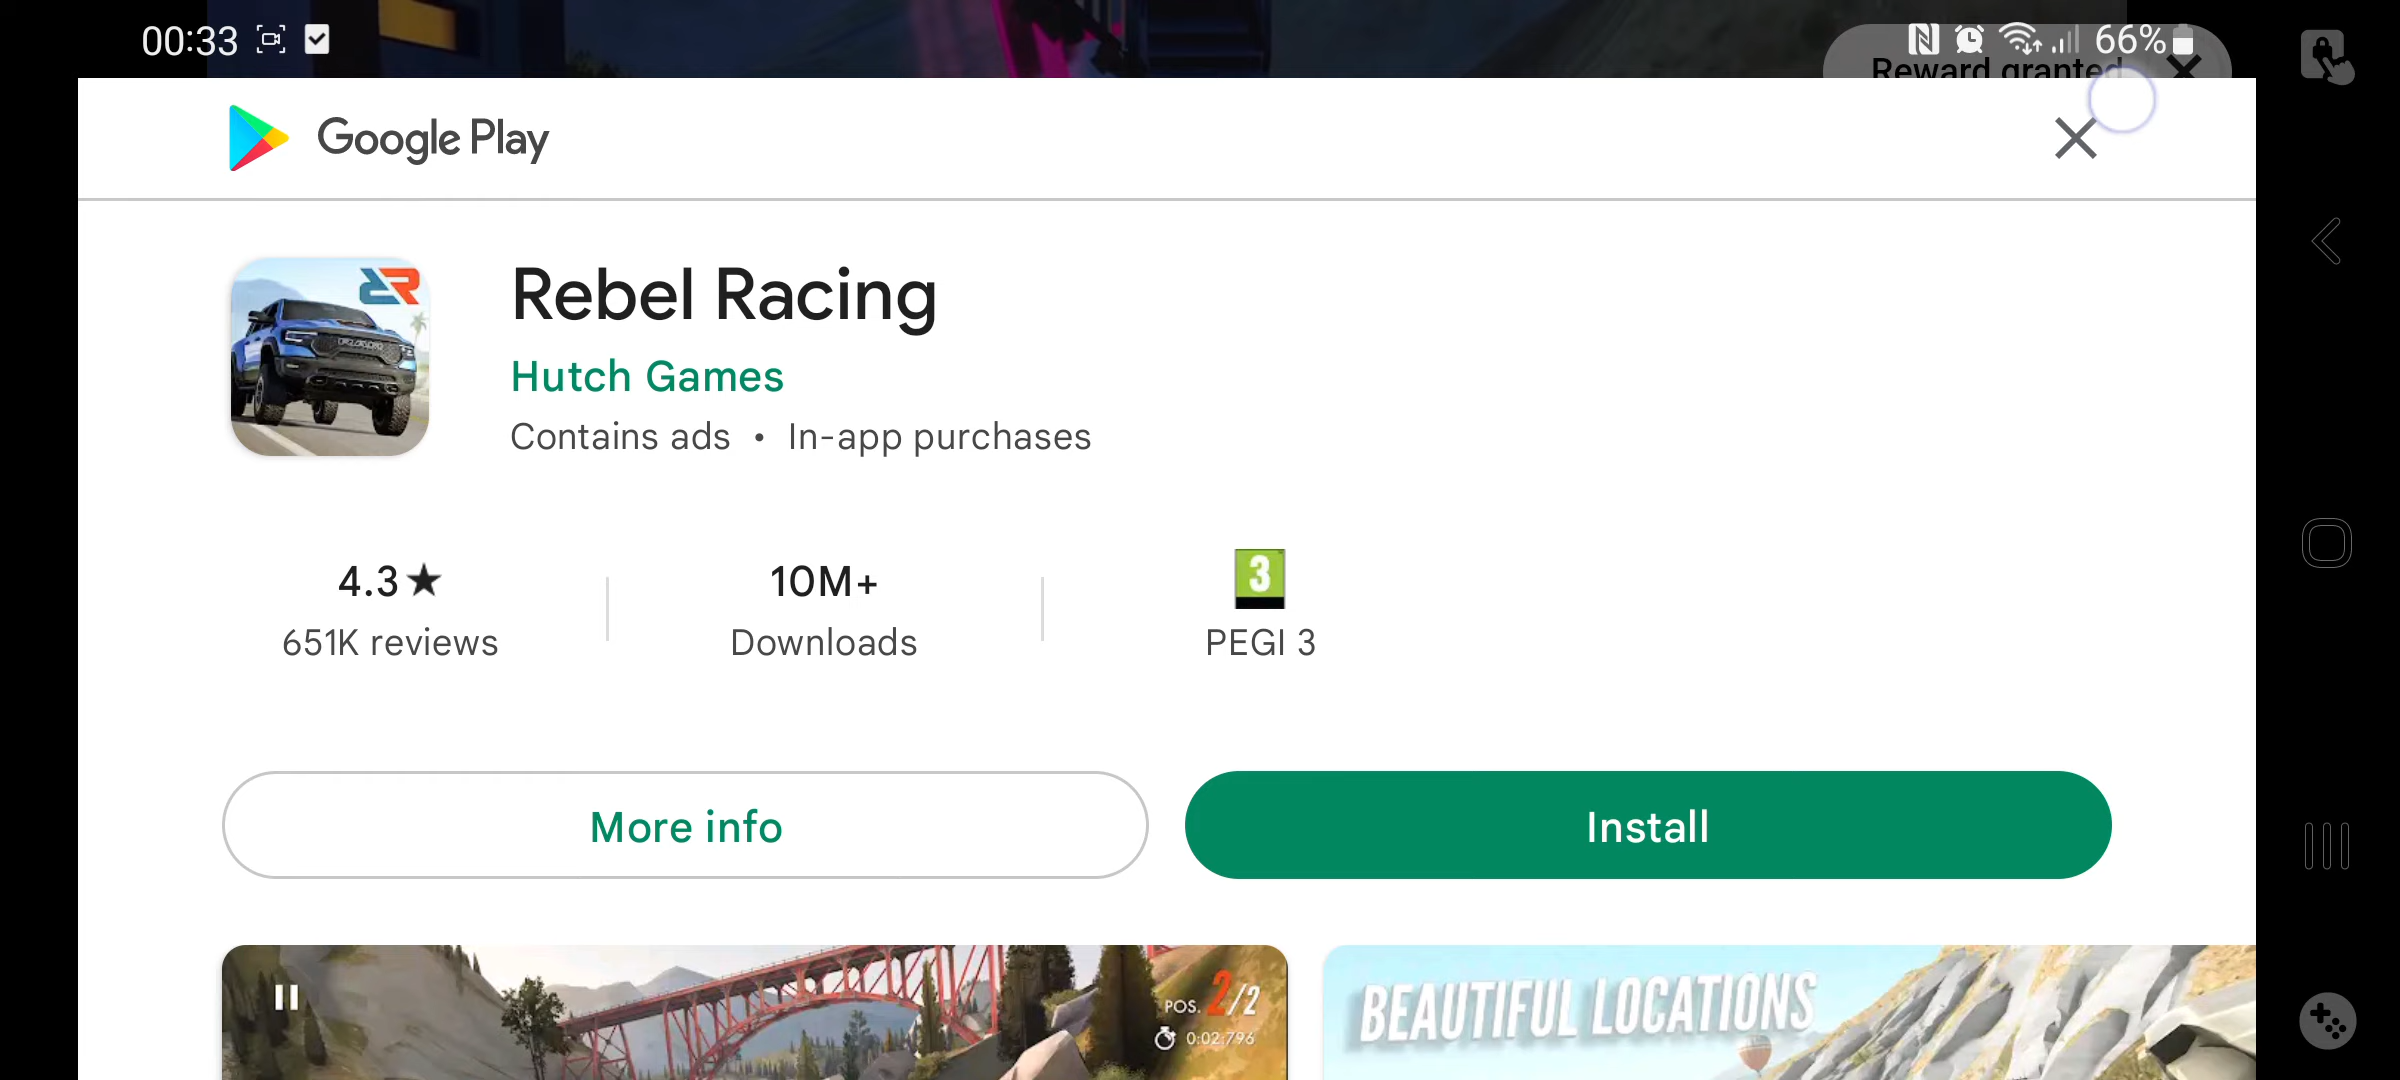 00:33 66%
Reward granted
Google Play
Rebel Racing
Hutch Games
Contains ads • In-app purchases
4.3★ 10M+ 3
651K reviews Downloads PEGI 3
More info Install
POS. 2/2
0:02:796
BEAUTIFUL LOCATIONS